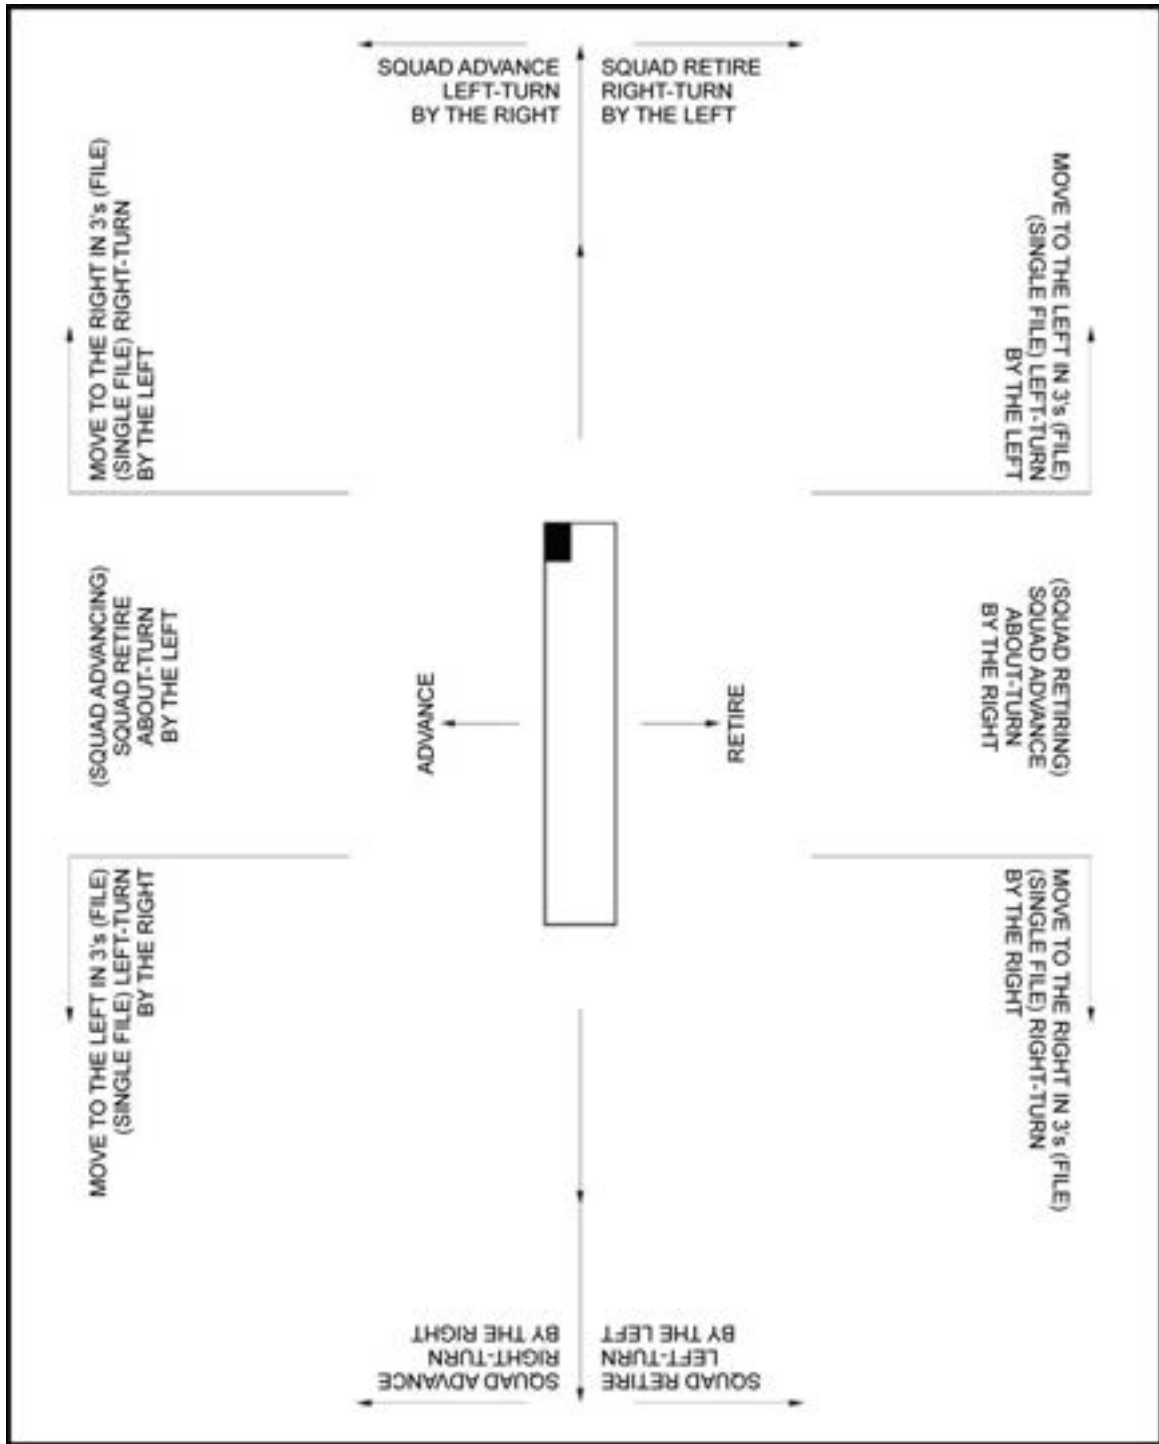 SQUAD ADVANCE
LEFT-TURN
BY THE RIGHT
SQUAD RETIRE
RIGHT-TURN
BY THE LEFT
MOVE TO THE RIGHT IN 3's (FILE)
(SINGLE FILE) RIGHT-TURN
BY THE LEFT
MOVE TO THE LEFT IN 3's (FILE)
(SINGLE FILE) LEFT-TURN
BY THE LEFT
(SQUAD ADVANCING)
SQUAD RETIRE
ABOUT-TURN
BY THE LEFT
ADVANCE
RETIRE
(SQUAD RETIRING)
SQUAD ADVANCE
ABOUT-TURN
BY THE RIGHT
MOVE TO THE LEFT IN 3's (FILE)
(SINGLE FILE) LEFT-TURN
BY THE RIGHT
MOVE TO THE RIGHT IN 3's (FILE)
(SINGLE FILE) RIGHT-TURN
BY THE RIGHT
SQUAD ADVANCE
RIGHT-TURN
BY THE RIGHT
SQUAD RETIRE
LEFT-TURN
BY THE LEFT